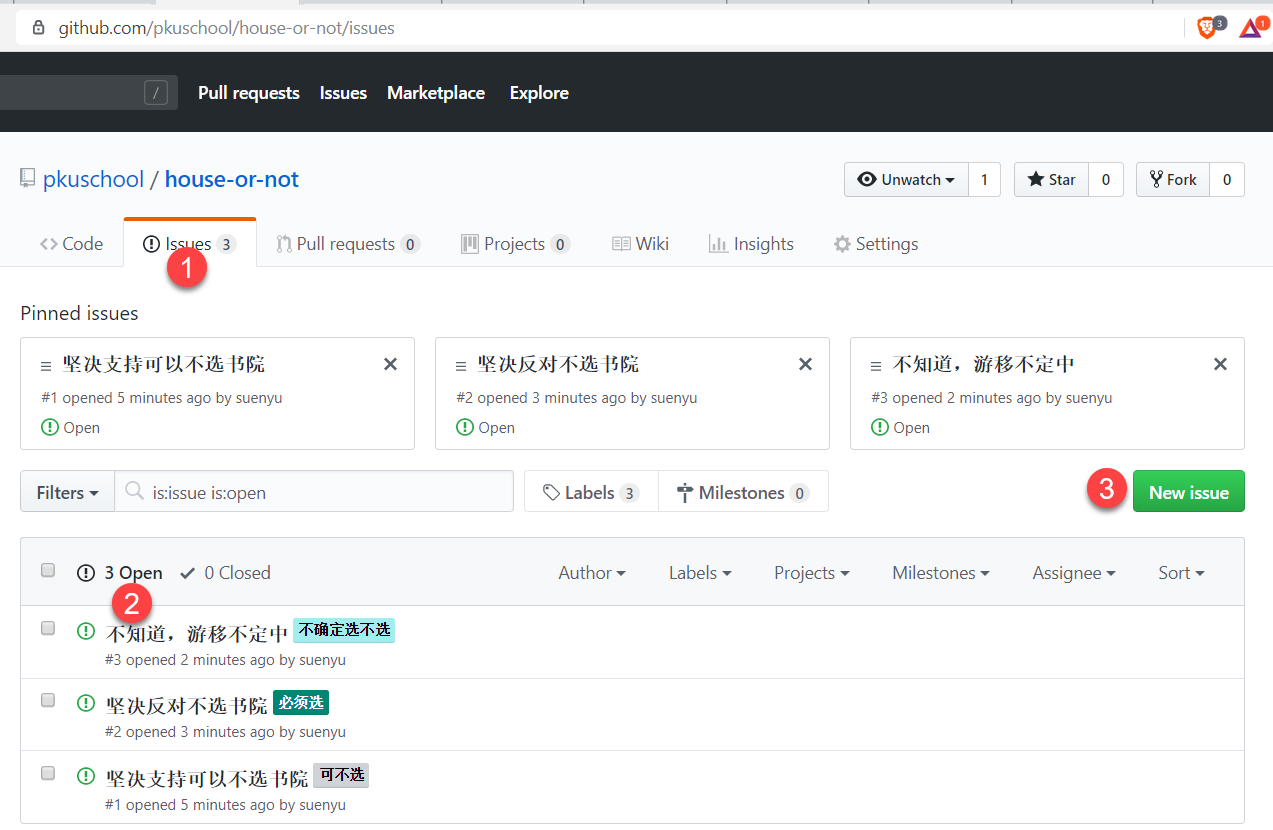 github.com/pkuschool/house-or-not/issues 3 1
/ Pull requests Issues Marketplace Explore
pkuschool / house-or-not Unwatch 1 Star 0 Fork 0
Code Issues 3 Pull requests 0 Projects 0 Wiki Insights Settings
1
Pinned issues
坚决支持可以不选书院
#1 opened 5 minutes ago by suenyu
Open
坚决反对不选书院
#2 opened 3 minutes ago by suenyu
Open
不知道，游移不定中
#3 opened 2 minutes ago by suenyu
Open
Filters is:issue is:open Labels 3 Milestones 0 3 New issue
3 Open 0 Closed Author Labels Projects Milestones Assignee Sort
2
不知道，游移不定中 不确定选不选
#3 opened 2 minutes ago by suenyu
坚决反对不选书院 必须选
#2 opened 3 minutes ago by suenyu
坚决支持可以不选书院 可不选
#1 opened 5 minutes ago by suenyu